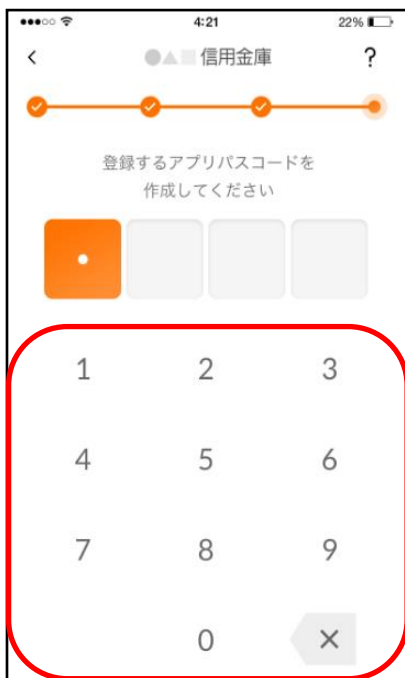 4:21 22%
●▲■ 信用金庫 ?
登録するアプリパスコードを
作成してください
1 2 3
4 5 6
7 8 9
0 ×